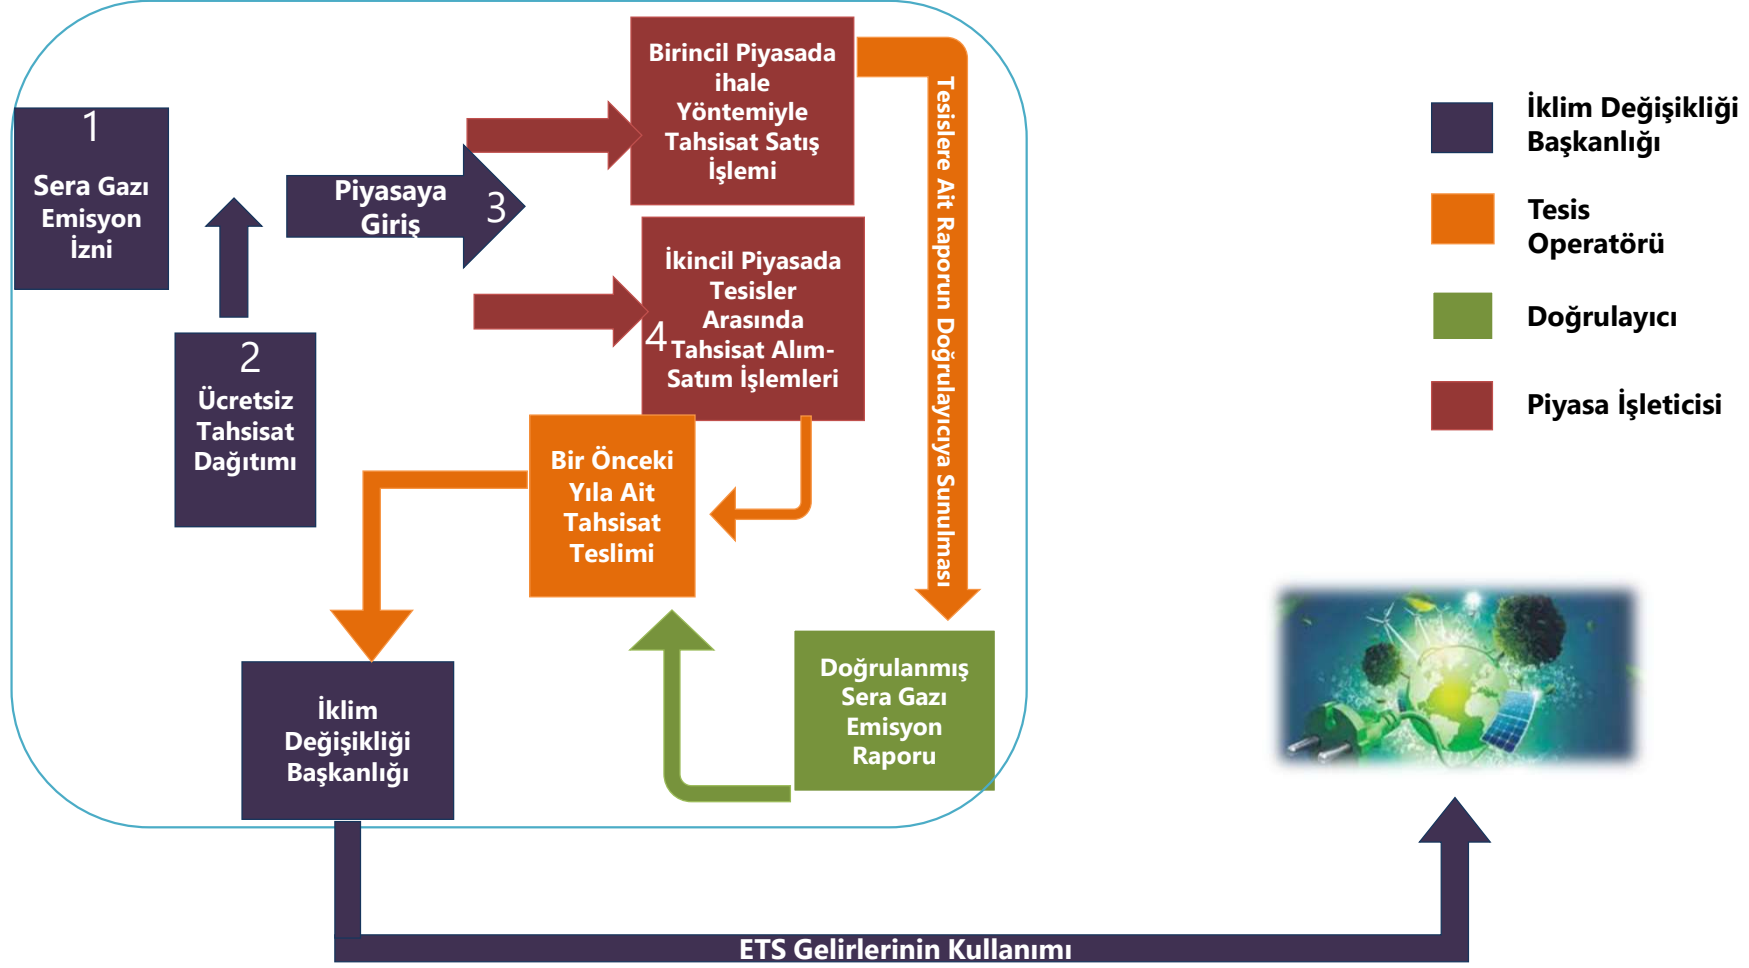 1
Sera Gazı
Emisyon
İzni
2
Ücretsiz
Tahsisat
Dağıtımı
Piyasaya
Giriş
3
Birincil Piyasada
ihale
Yöntemiyle
Tahsisat Satış
İşlemi
İkincil Piyasada
Tesisler
Arasında
4
Tahsisat Alım-
Satım İşlemleri
Tesislere Ait Raporun Doğrulayıcıya Sunulması
Bir Önceki
Yıla Ait
Tahsisat
Teslimi
Doğrulanmış
Sera Gazı
Emisyon
Raporu
İklim
Değişikliği
Başkanlığı
ETS Gelirlerinin Kullanımı
İklim Değişikliği
Başkanlığı
Tesis
Operatörü
Doğrulayıcı
Piyasa İşleticisi